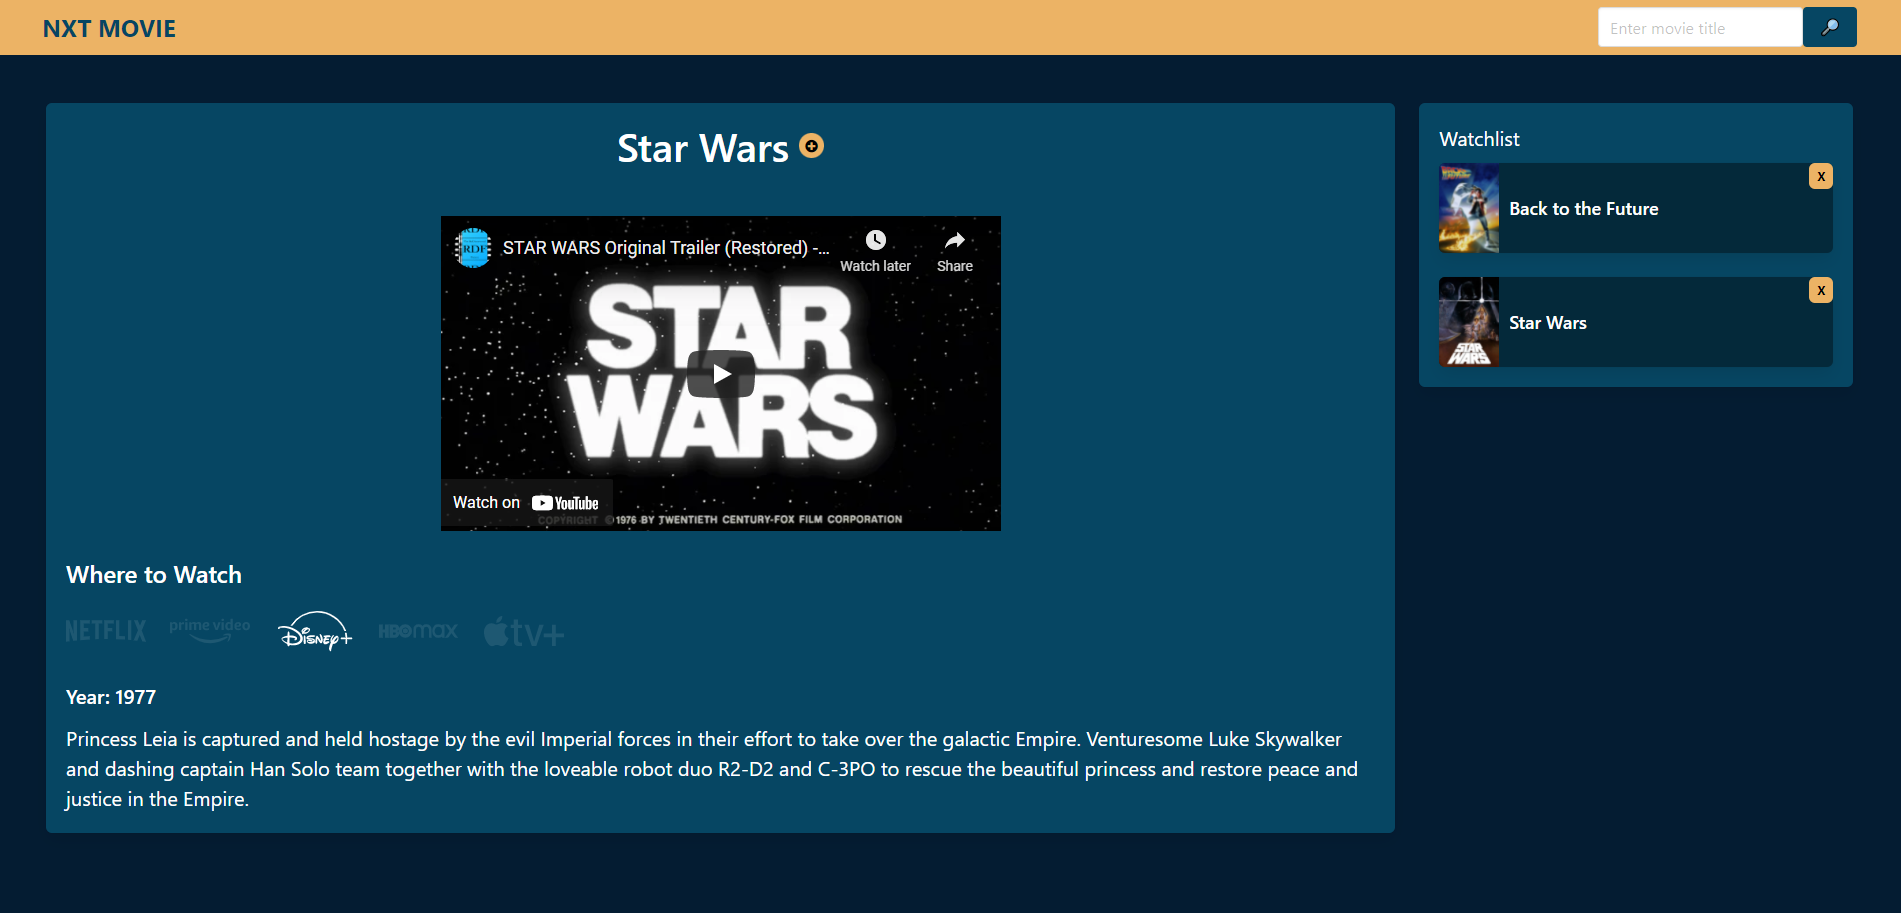 NXT MOVIE
Enter movie title
Star Wars
RDF
STAR WARS Original Trailer (Restored) -...
Watch later
Share
STAR
WARS
Watch on YouTube
COPYRIGHT © 1976 BY TWENTIETH CENTURY-FOX FILM CORPORATION
Where to Watch
NETFLIX
prime video
Disney+
HBOmax
tv+
Year: 1977
Princess Leia is captured and held hostage by the evil Imperial forces in their effort to take over the galactic Empire. Venturesome Luke Skywalker
and dashing captain Han Solo team together with the loveable robot duo R2-D2 and C-3PO to rescue the beautiful princess and restore peace and
justice in the Empire.
Watchlist
X
Back to the Future
X
STAR
WARS
Star Wars